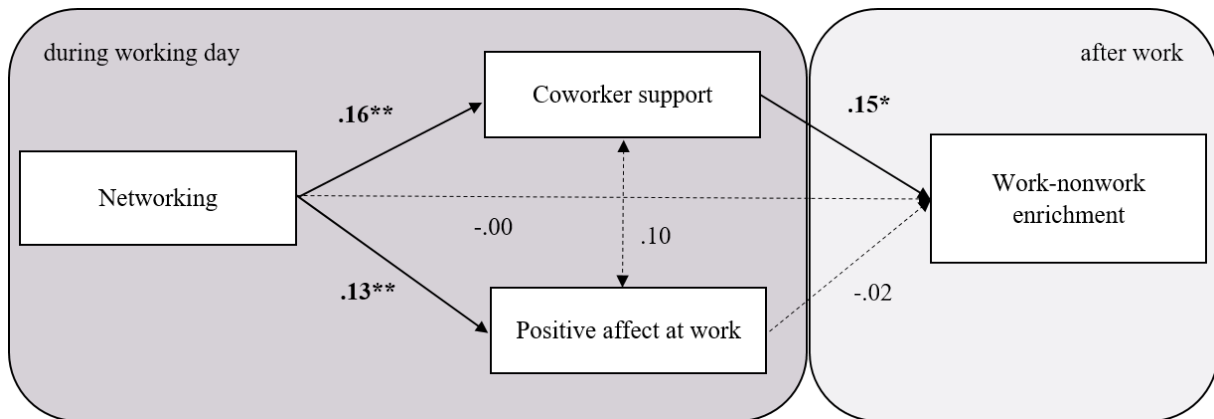 during working day
after work
Coworker support
.16**
.15*
Networking
Work-nonwork
enrichment
-.00
.10
.13**
-.02
Positive affect at work